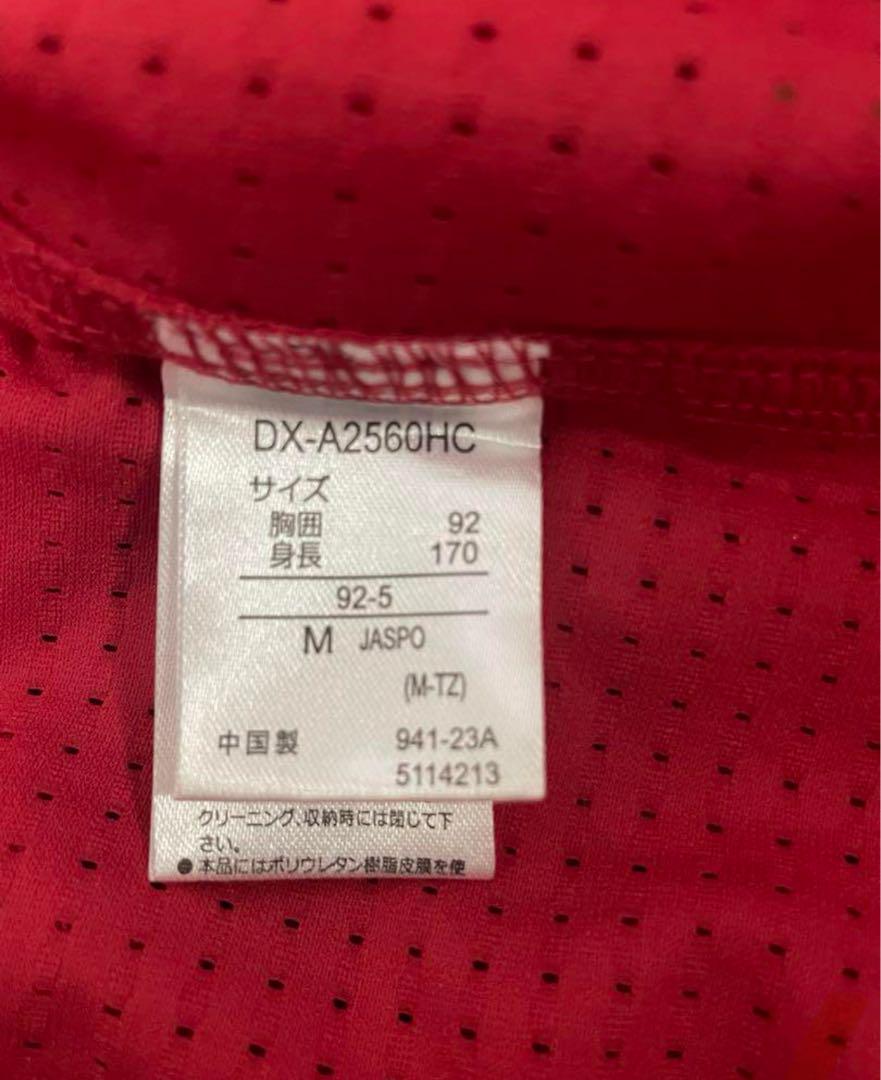 DX-A2560HC
サイズ
胸囲 92
身長 170
92-5
M JASPO
(M-TZ)
中国製 941-23A
5114213
クリーニング、収納時には閉じて下
さい。
● 本品にはポリウレタン樹脂皮膜を使